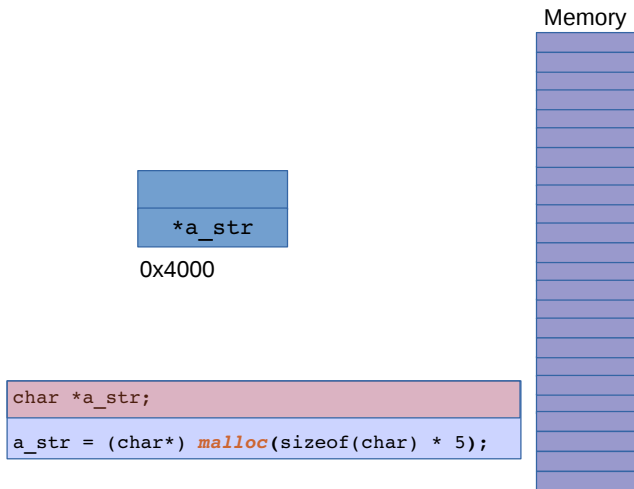 Memory
*a_str
0x4000
char *a_str;
a_str = (char*) malloc(sizeof(char) * 5);